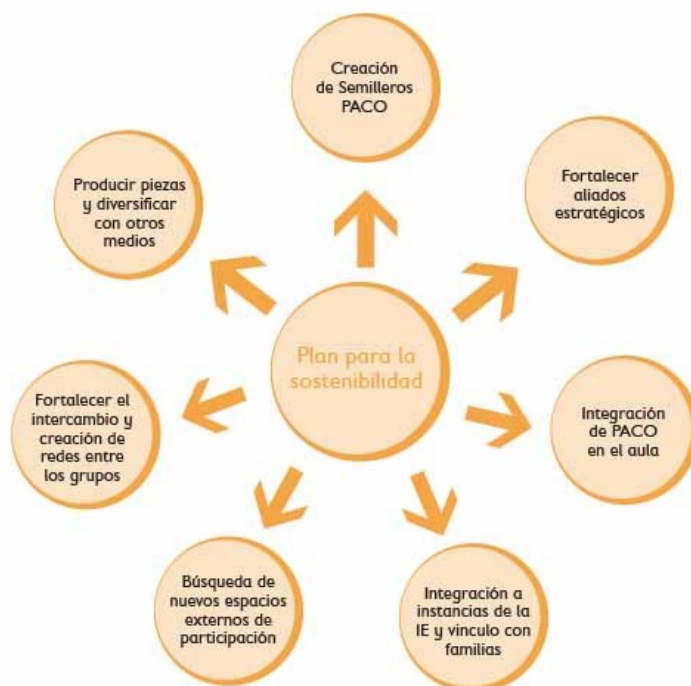 Creación
de Semilleros
PACO
Fortalecer
aliados
estratégicos
Producir piezas
y diversificar
con otros
medios
Plan para la
sostenibilidad
Fortalecer el
intercambio y
creación de
redes entre
los grupos
Integración
de PACO
en el aula
Búsqueda de
nuevos espacios
externos de
participación
Integración a
instancias de la
IE y vinculo con
familias